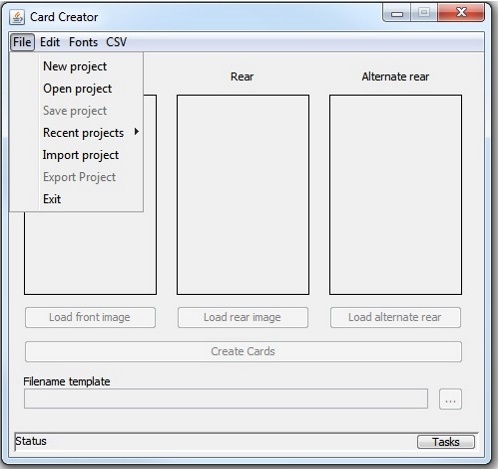 Card Creator
File Edit Fonts CSV
New project
Open project
Save project
Recent projects
Import project
Export Project
Exit
Rear
Alternate rear
Load front image
Load rear image
Load alternate rear
Create Cards
Filename template
...
Status
Tasks